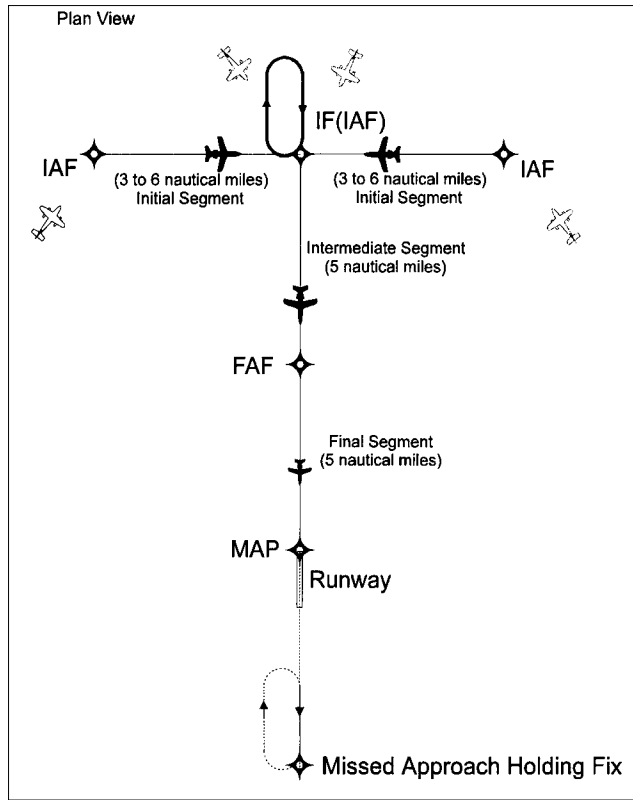 Plan View
IF(IAF)
IAF
IAF
(3 to 6 nautical miles)
Initial Segment
(3 to 6 nautical miles)
Initial Segment
Intermediate Segment
(5 nautical miles)
FAF
Final Segment
(5 nautical miles)
MAP
Runway
Missed Approach Holding Fix